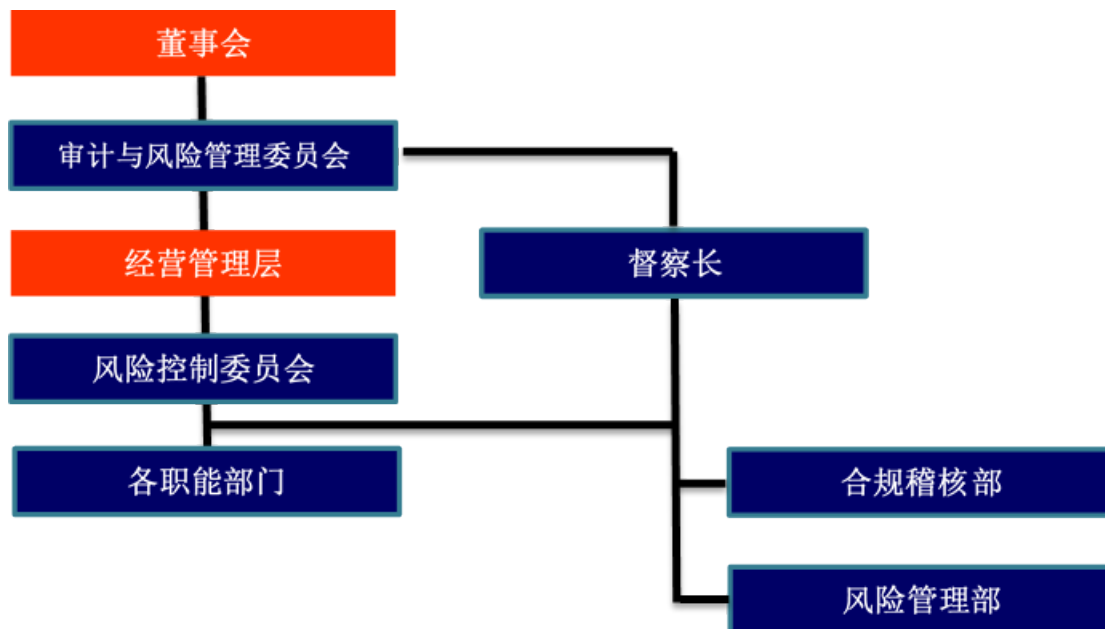 董事会
审计与风险管理委员会
经营管理层
督察长
风险控制委员会
各职能部门
合规稽核部
风险管理部